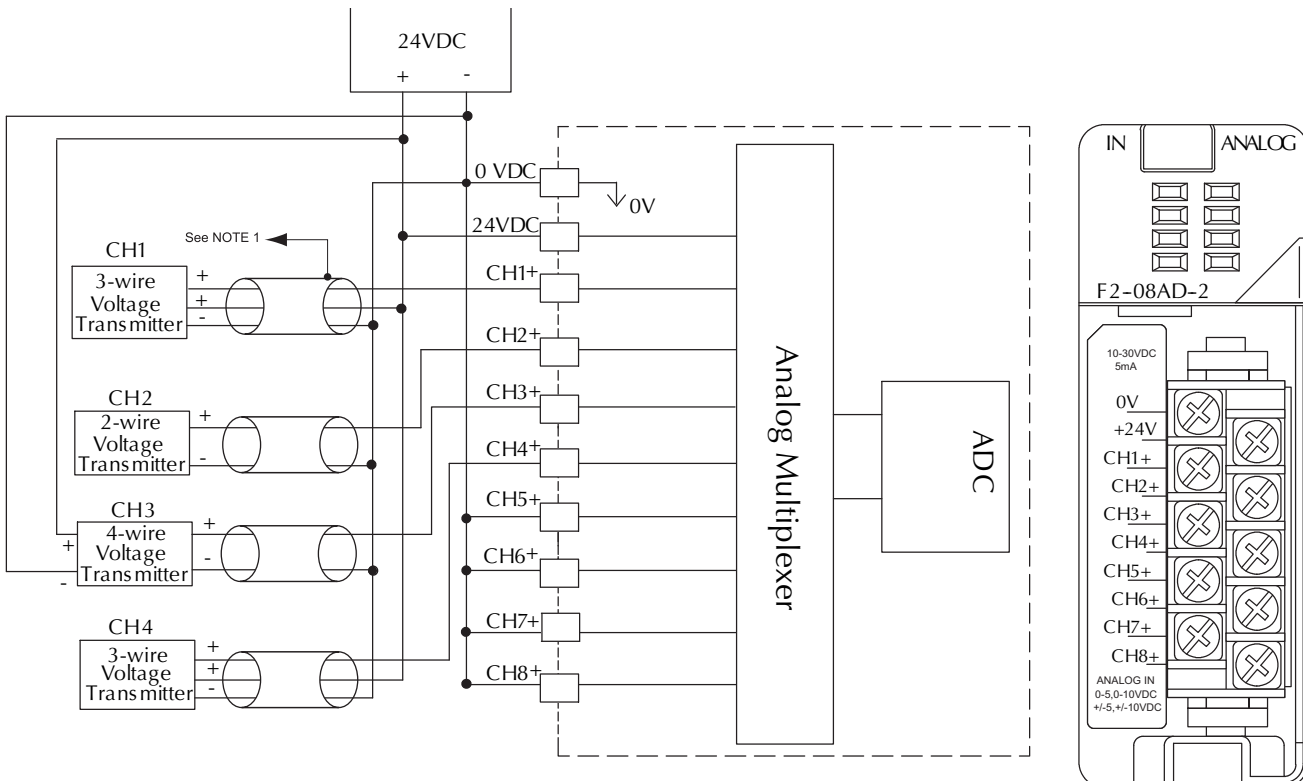 24VDC
+ -
0 VDC
0V
24VDC
See NOTE 1
CH1
3-wire
Voltage
Transmitter
+
+
-
CH1+
CH2
2-wire
Voltage
Transmitter
+
-
CH2+
CH3
4-wire
Voltage
Transmitter
+
-
+
-
CH3+
CH4
3-wire
Voltage
Transmitter
+
+
-
CH4+
CH5+
CH6+
CH7+
CH8+
Analog Multiplexer
ADC
IN ANALOG
F2-08AD-2
10-30VDC
5mA
0V
+24V
CH1+
CH2+
CH3+
CH4+
CH5+
CH6+
CH7+
CH8+
ANALOG IN
0-5,0-10VDC
+/-5,+/-10VDC